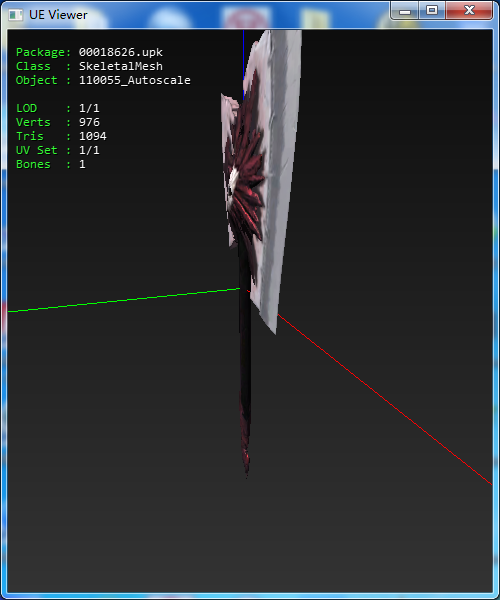 UE Viewer
Package: 00018626.upk
Class : SkeletalMesh
Object : 110055_Autoscale
LOD : 1/1
Verts : 976
Tris : 1094
UV Set : 1/1
Bones : 1